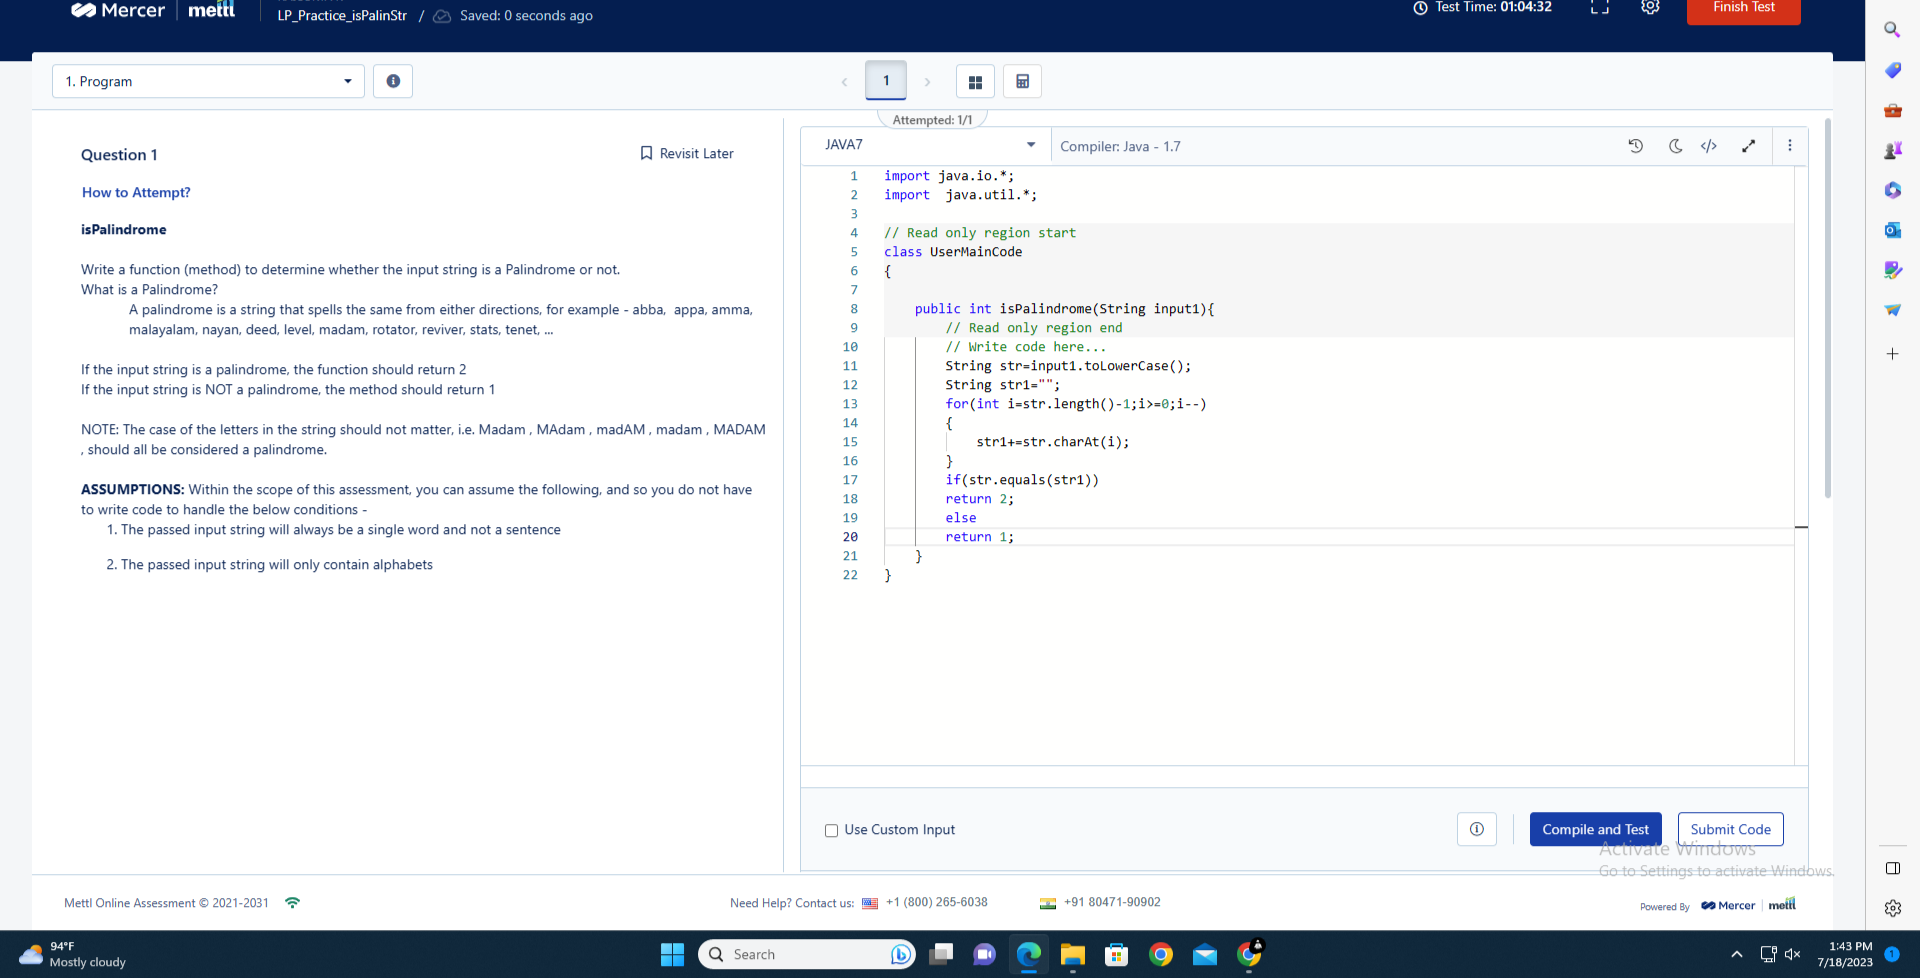 Mercer mettl
LP_Practice_isPalinStr / Saved: 0 seconds ago
Test Time: 01:04:32
Finish Test
1. Program
1
Attempted: 1/1
Question 1
Revisit Later
How to Attempt?
isPalindrome
Write a function (method) to determine whether the input string is a Palindrome or not.
What is a Palindrome?
A palindrome is a string that spells the same from either directions, for example - abba, appa, amma,
malayalam, nayan, deed, level, madam, rotator, reviver, stats, tenet, ...
If the input string is a palindrome, the function should return 2
If the input string is NOT a palindrome, the method should return 1
NOTE: The case of the letters in the string should not matter, i.e. Madam , MAdam , madAM , madam , MADAM
, should all be considered a palindrome.
ASSUMPTIONS: Within the scope of this assessment, you can assume the following, and so you do not have
to write code to handle the below conditions -
1. The passed input string will always be a single word and not a sentence
2. The passed input string will only contain alphabets
JAVA7
Compiler: Java - 1.7
1 import java.io.*;
2 import  java.util.*;
3
4 // Read only region start
5 class UserMainCode
6 {
7
8     public int isPalindrome(String input1){
9         // Read only region end
10         // Write code here...
11         String str=input1.toLowerCase();
12         String str1="";
13         for(int i=str.length()-1;i>=0;i--)
14         {
15             str1+=str.charAt(i);
16         }
17         if(str.equals(str1))
18         return 2;
19         else
20         return 1;
21     }
22 }
Use Custom Input
Compile and Test
Submit Code
Activate Windows
Go to Settings to activate Windows.
Mettl Online Assessment © 2021-2031
Need Help? Contact us: +1 (800) 265-6038
+91 80471-90902
Powered By Mercer mettl
94°F
Mostly cloudy
Search
1:43 PM
7/18/2023
1